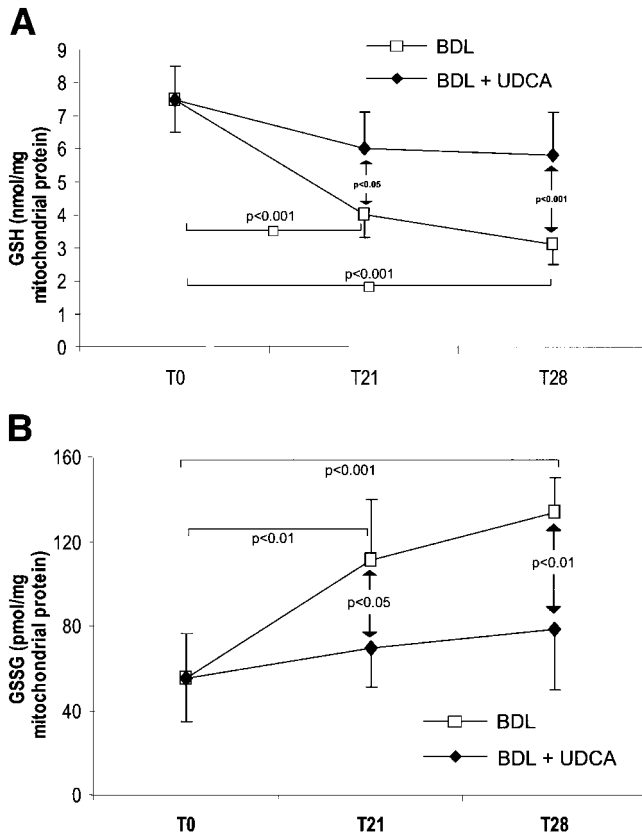 A
BDL
BDL + UDCA
GSH (nmol/mg
mitochondrial protein)
9
8
7
6
5
4
3
2
1
0
p<0.05
p<0.001
p<0.001
p<0.001
T0
T21
T28
B
GSSG (pmol/mg
mitochondrial protein)
160
120
80
40
0
p<0.001
p<0.01
p<0.05
p<0.01
BDL
BDL + UDCA
T0
T21
T28